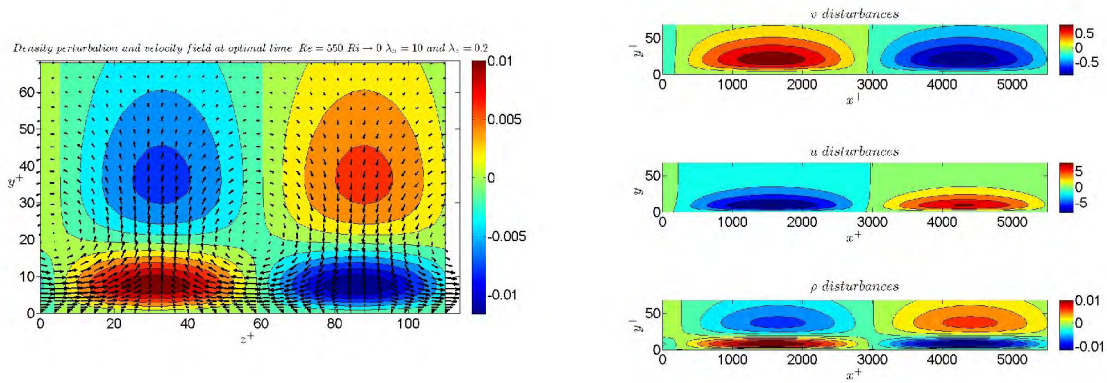 Density perturbation and velocity field at optimal time Re = 550 Ri → 0 λx = 10 and λz = 0.2
60
50
40
30
20
10
0
y+
0 20 40 60 80 100
z+
0.01
0.005
0
-0.005
-0.01
v disturbances
50
0
0 1000 2000 3000 4000 5000
0.5
-0.5
u disturbances
y
50
0
0 1000 2000 3000 4000 5000
x+
5
-5
ρ disturbances
50
0
0 1000 2000 3000 4000 5000
x+
0.01
-0.01